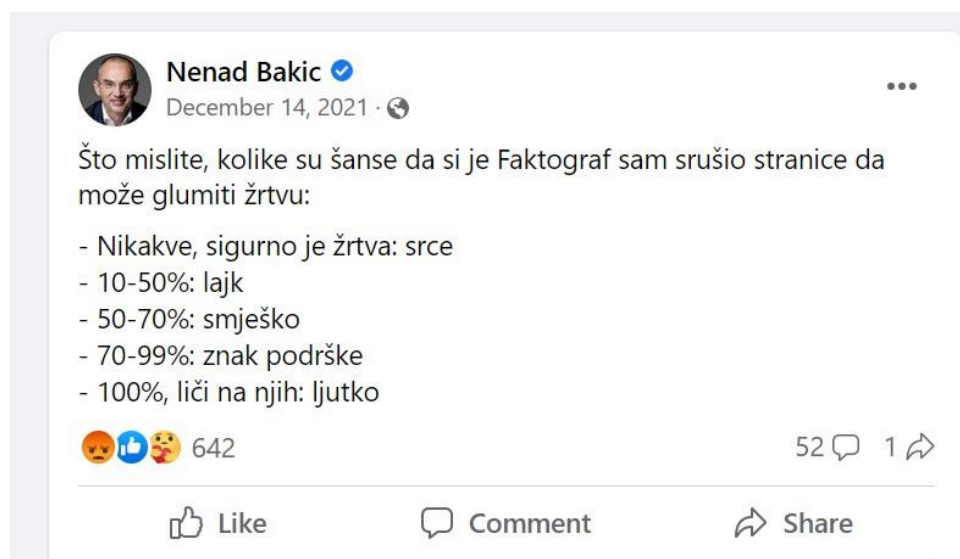 Nenad Bakic
December 14, 2021 ·
Što mislite, kolike su šanse da si je Faktograf sam srušio stranice da
može glumiti žrtvu:
- Nikakve, sigurno je žrtva: srce
- 10-50%: lajk
- 50-70%: smješko
- 70-99%: znak podrške
- 100%, liči na njih: ljutko
642 52 1
Like Comment Share